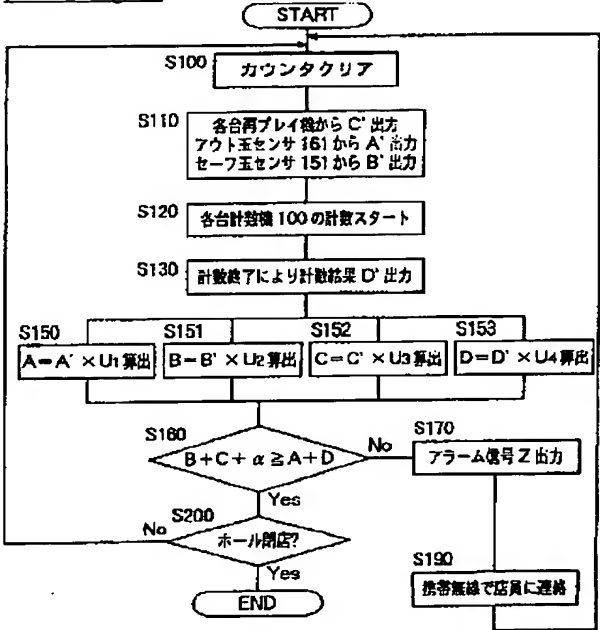 START
S100
カウンタクリア
S110
各台再プレイ機から C' 出力
アウト玉センサ 161 から A' 出力
セーフ玉センサ 151 から B' 出力
S120
各台計数機 100 の計数スタート
S130
計数終了により計数結果 D' 出力
S150
A=A' × U1 算出
S151
B=B' × U2 算出
S152
C=C' × U3 算出
S153
D=D' × U4 算出
S160
B+C+α≧A+D
No
Yes
S170
アラーム信号 Z 出力
S200
No
ホール閉店?
Yes
S190
携帯無線で店員に連絡
END